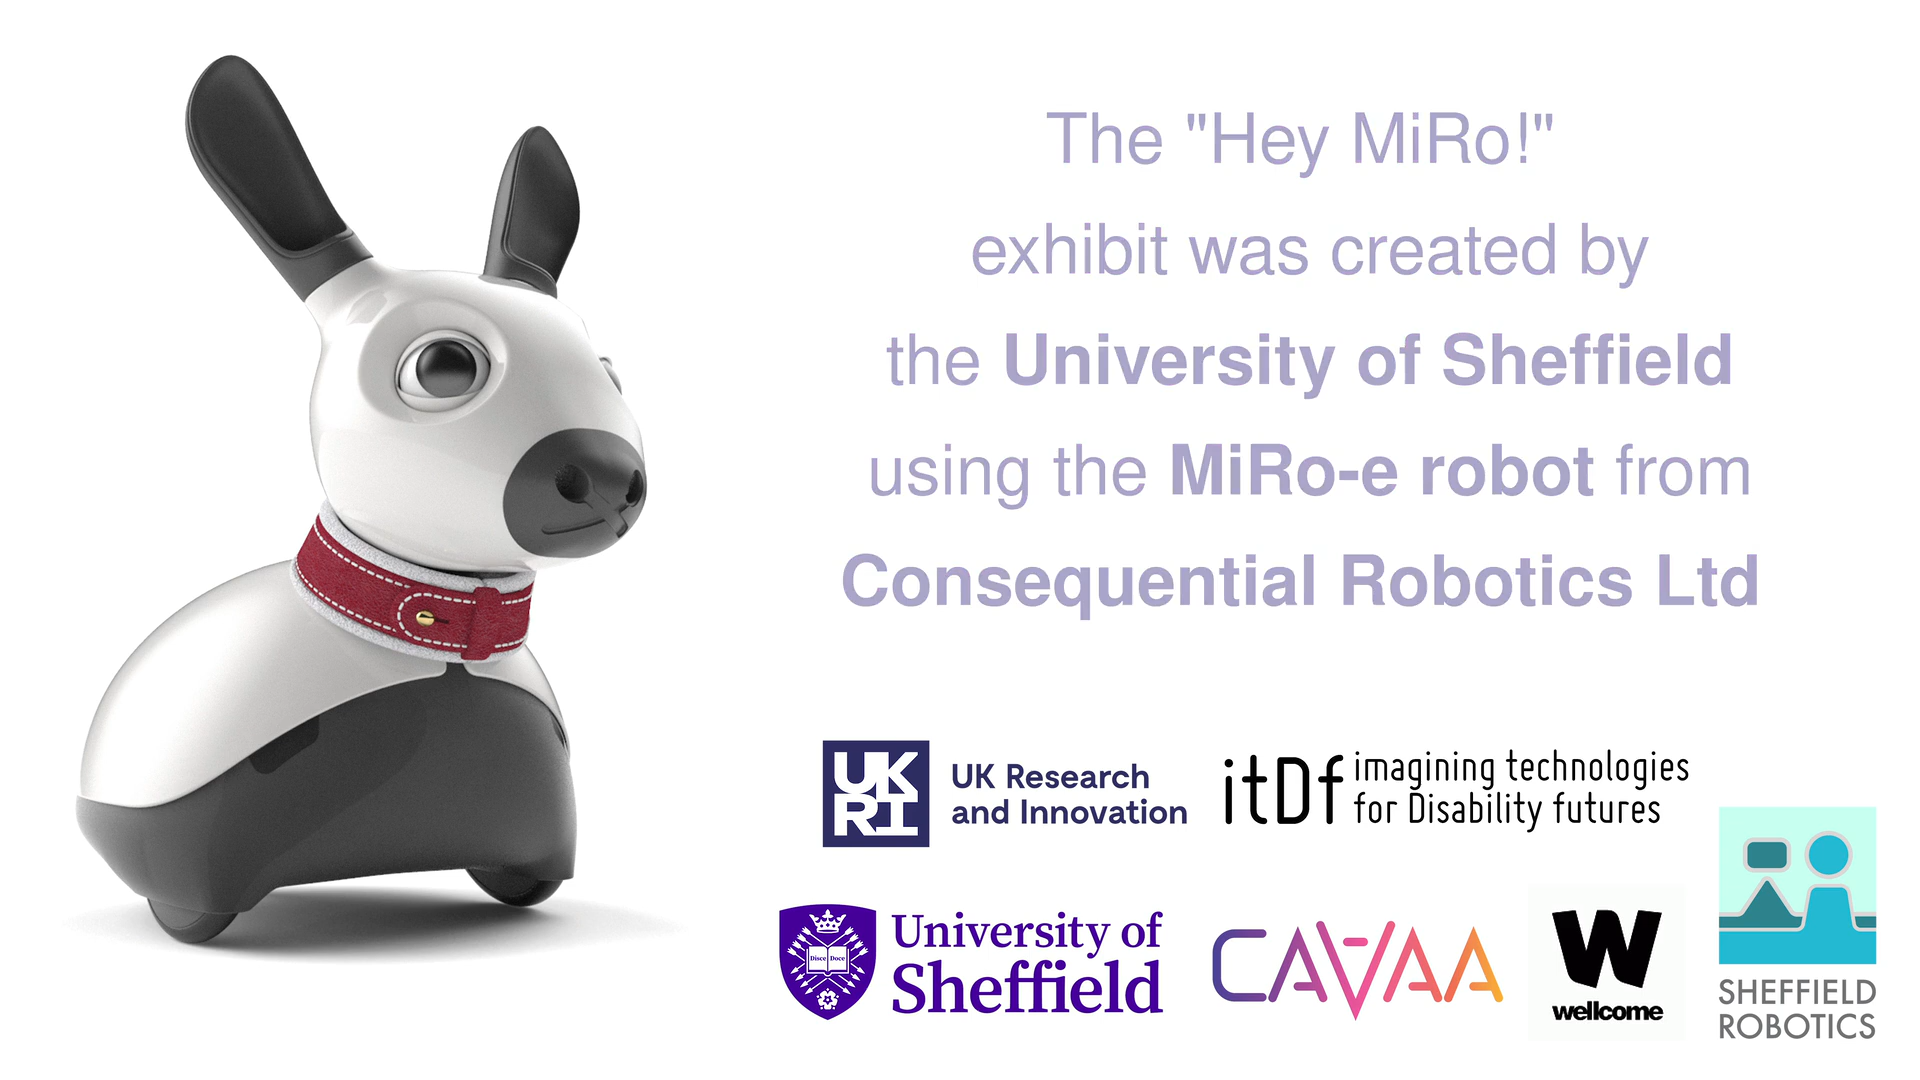 The "Hey MiRo!"
exhibit was created by
the University of Sheffield
using the MiRo-e robot from
Consequential Robotics Ltd
UK
RI
UK Research
and Innovation
itDf
imagining technologies
for Disability futures
Disce Doce
University of
Sheffield
CAVAA
W
wellcome
SHEFFIELD
ROBOTICS